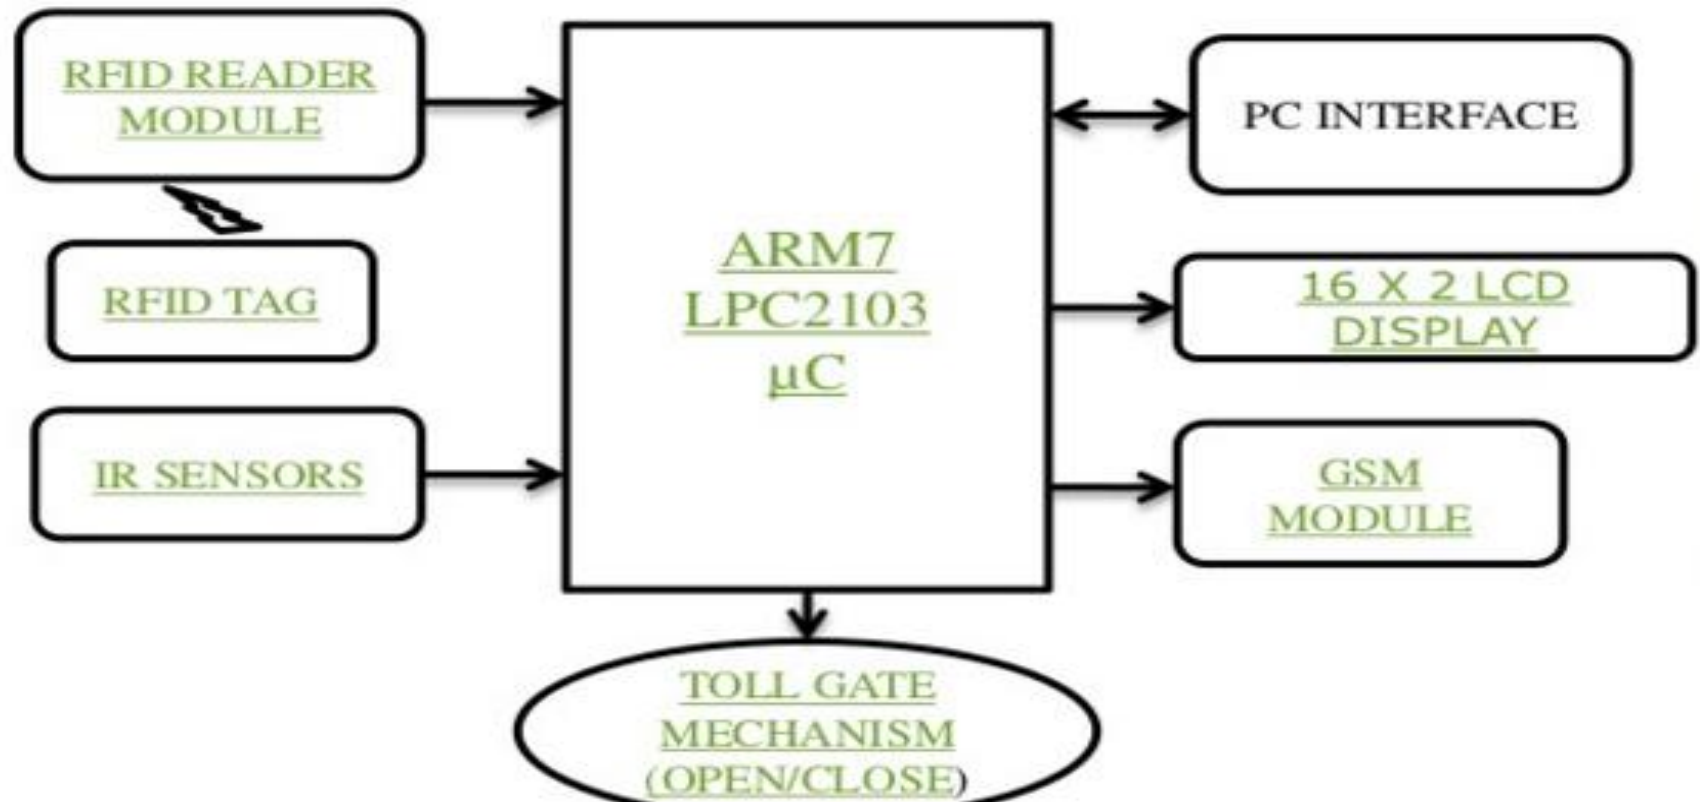 RFID READER
MODULE
RFID TAG
IR SENSORS
ARM7
LPC2103
µC
PC INTERFACE
16 X 2 LCD
DISPLAY
GSM
MODULE
TOLL GATE
MECHANISM
(OPEN/CLOSE)